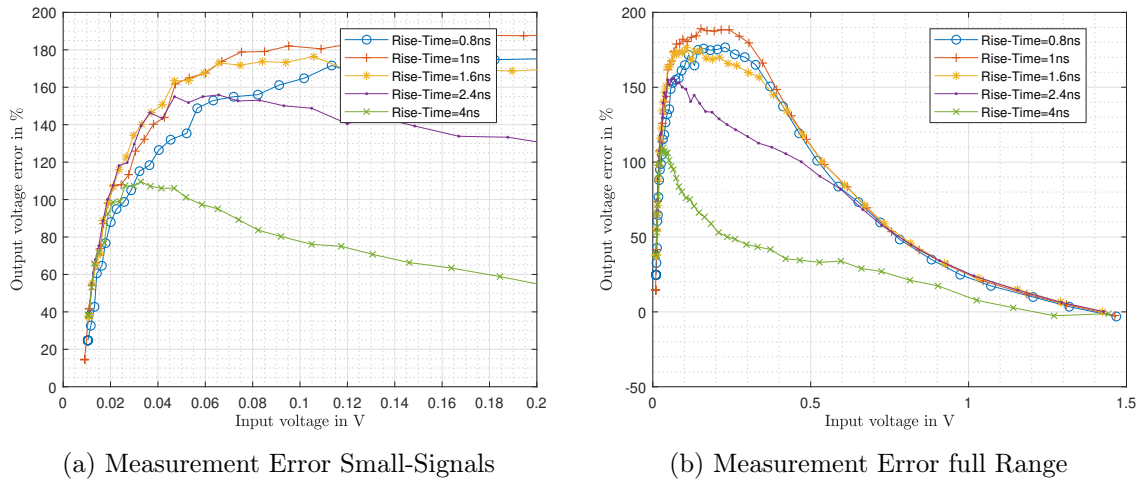 200
180
160
140
120
100
80
60
40
20
0
Output voltage error in %
0
0.02
0.04
0.06
0.08
0.1
0.12
0.14
0.16
0.18
0.2
Input voltage in V
Rise-Time=0.8ns
Rise-Time=1ns
Rise-Time=1.6ns
Rise-Time=2.4ns
Rise-Time=4ns
(a) Measurement Error Small-Signals
200
150
100
50
0
-50
Output voltage error in %
0
0.5
1
1.5
Input voltage in V
Rise-Time=0.8ns
Rise-Time=1ns
Rise-Time=1.6ns
Rise-Time=2.4ns
Rise-Time=4ns
(b) Measurement Error full Range